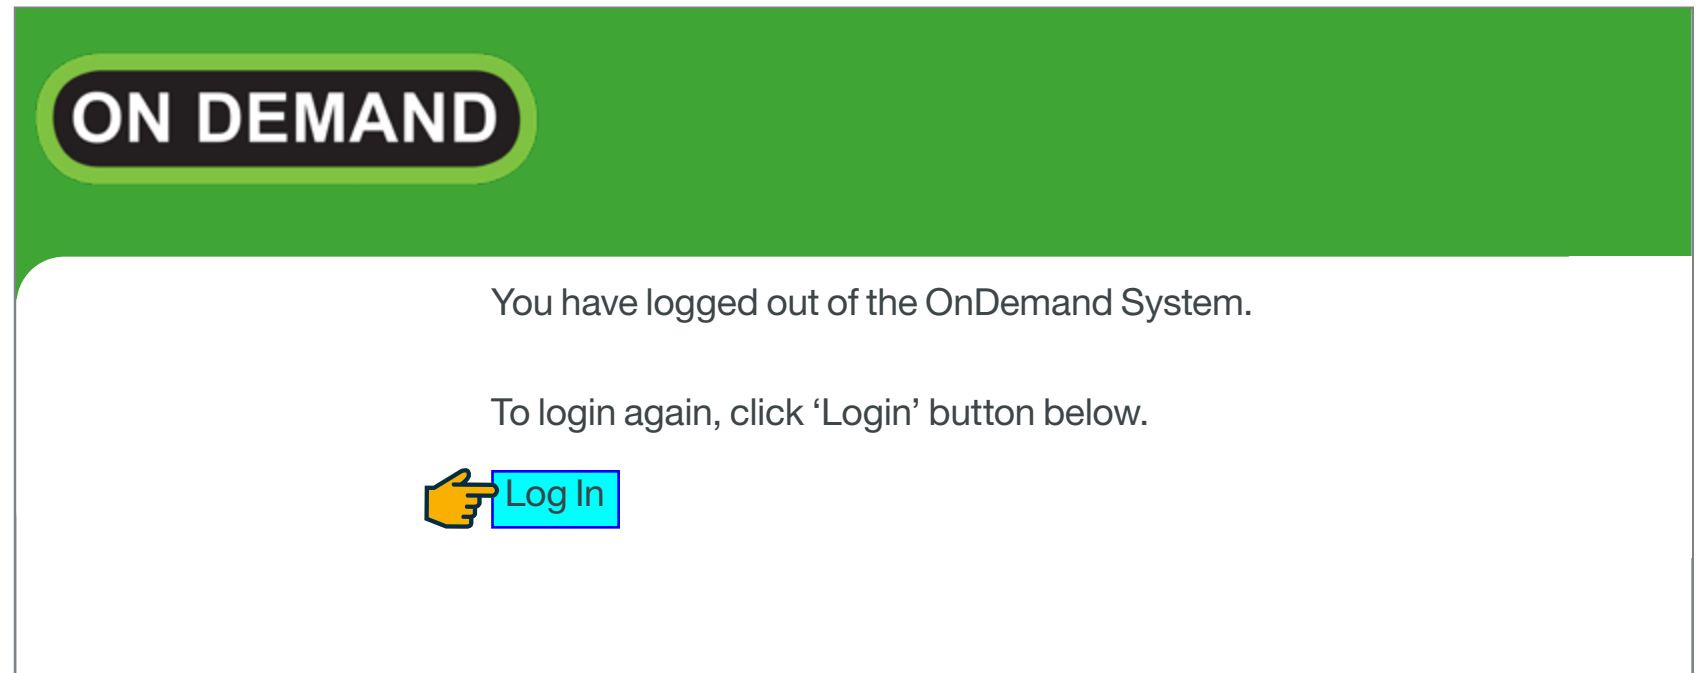 ON DEMAND
You have logged out of the OnDemand System.
To login again, click ‘Login’ button below.
Log In